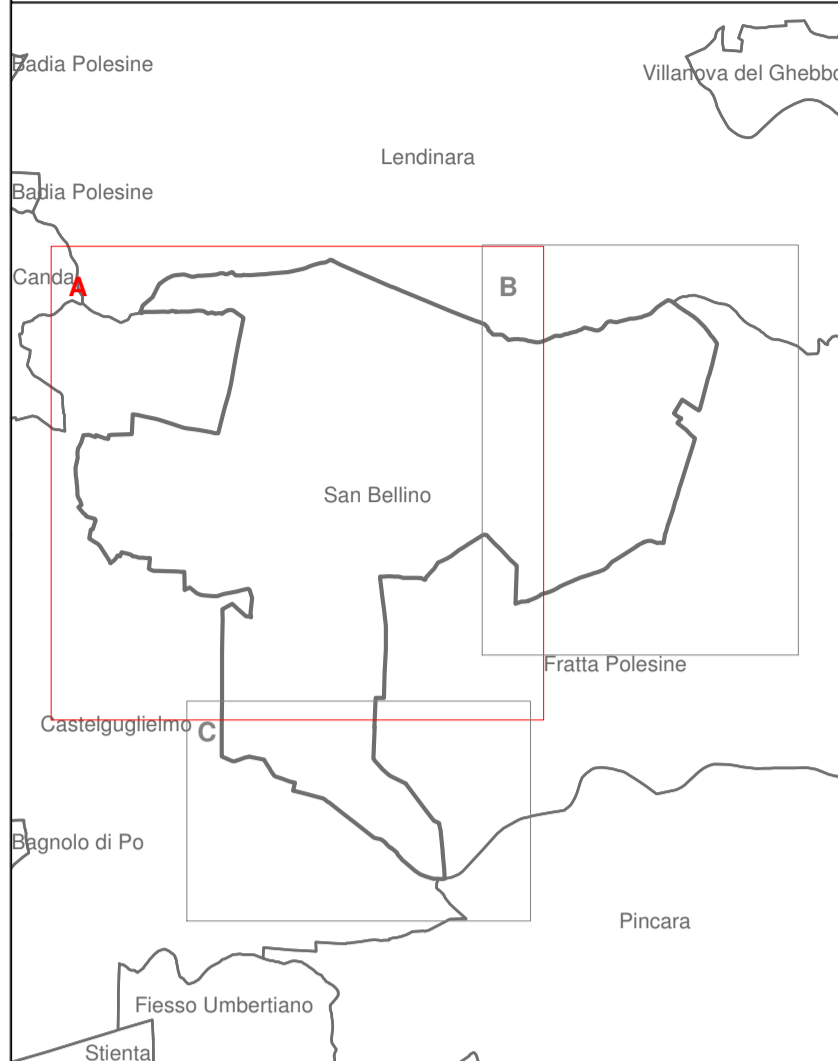 Badia Polesine
Villanova del Ghebbo
Lendinara
Badia Polesine
Canda
A
B
San Bellino
Fratta Polesine
Castelguglielmo
C
Bagnolo di Po
Pincara
Fiesso Umbertiano
Stienta